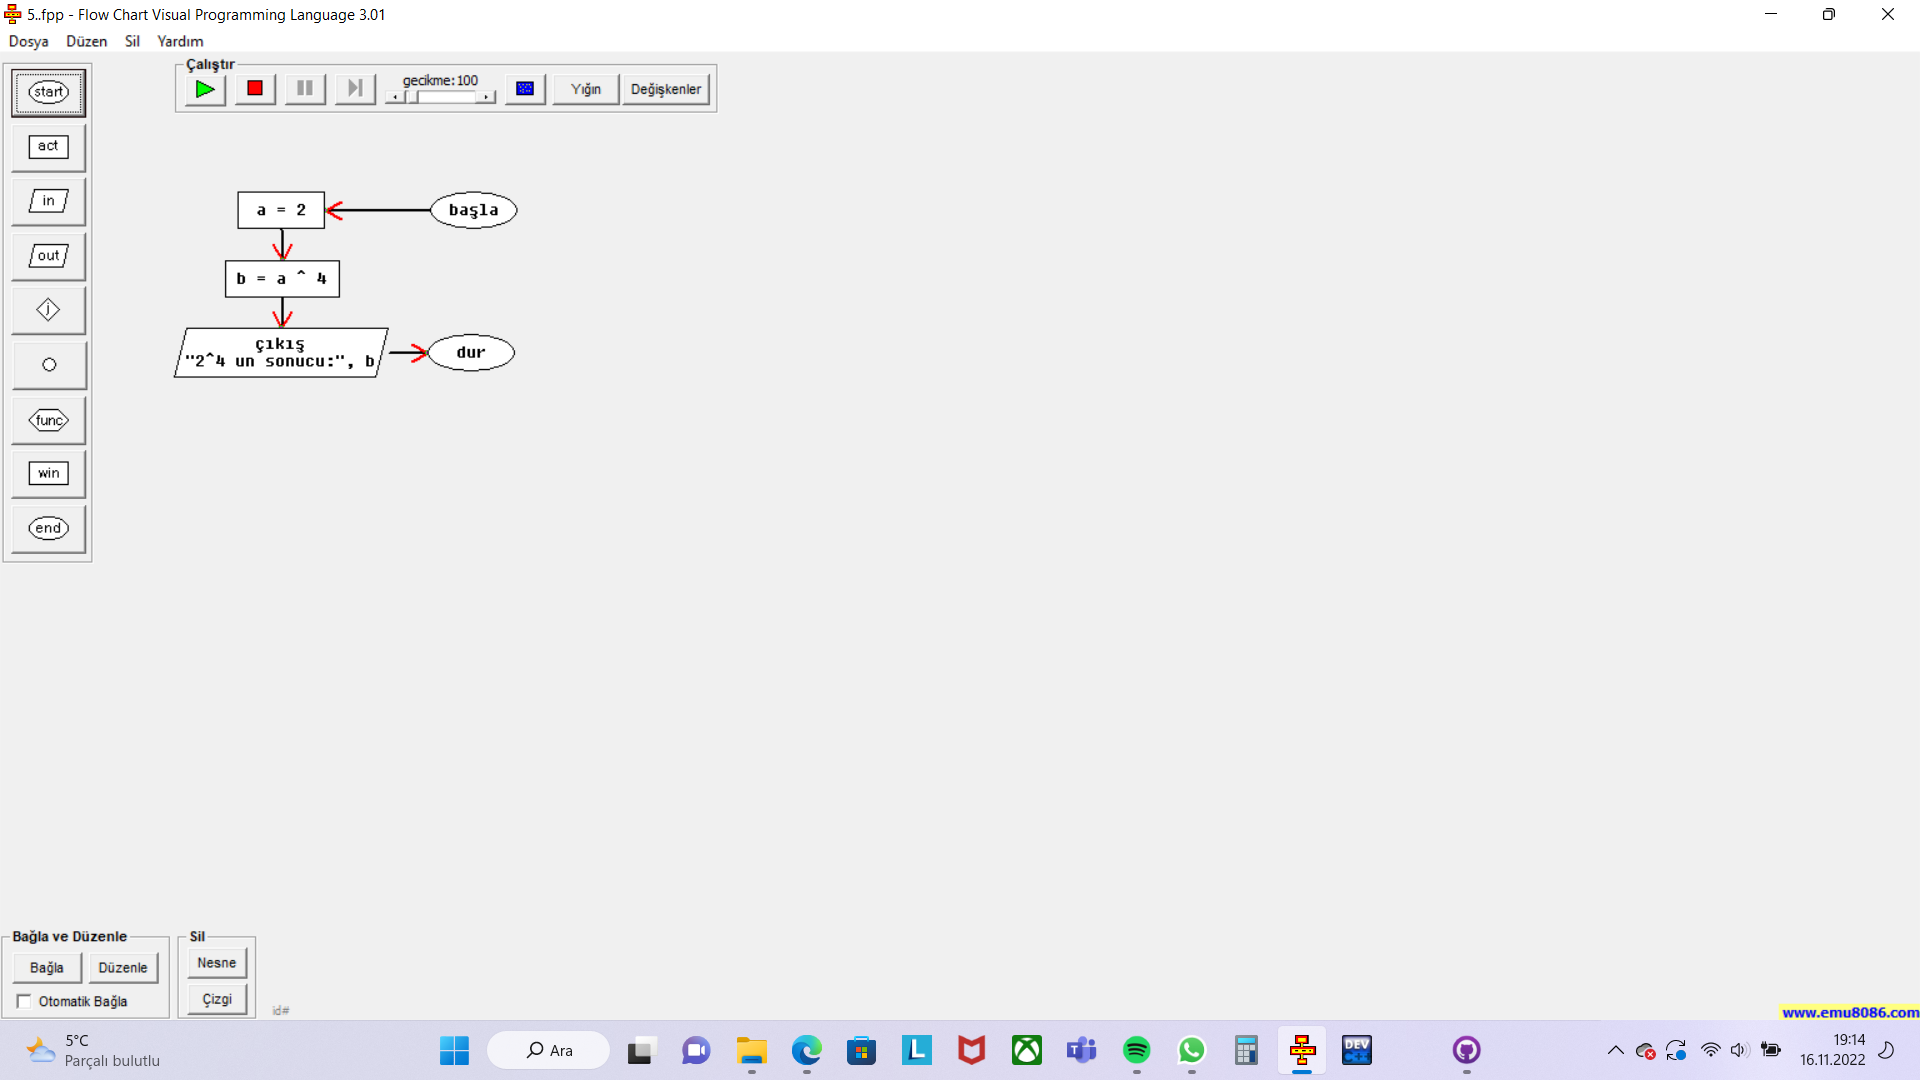 5..fpp - Flow Chart Visual Programming Language 3.01
Dosya Düzen Sil Yardım
Çalıştır
gecikme:100
Yığın
Değişkenler
start
act
in
out
j
func
win
end
a = 2
başla
b = a ^ 4
çıkış
"2^4 un sonucu:", b
dur
Bağla ve Düzenle
Bağla
Düzenle
Otomatik Bağla
Sil
Nesne
Çizgi
id#
www.emu8086.com
5°C
Parçalı bulutlu
Ara
L
DEV
C++
19:14
16.11.2022